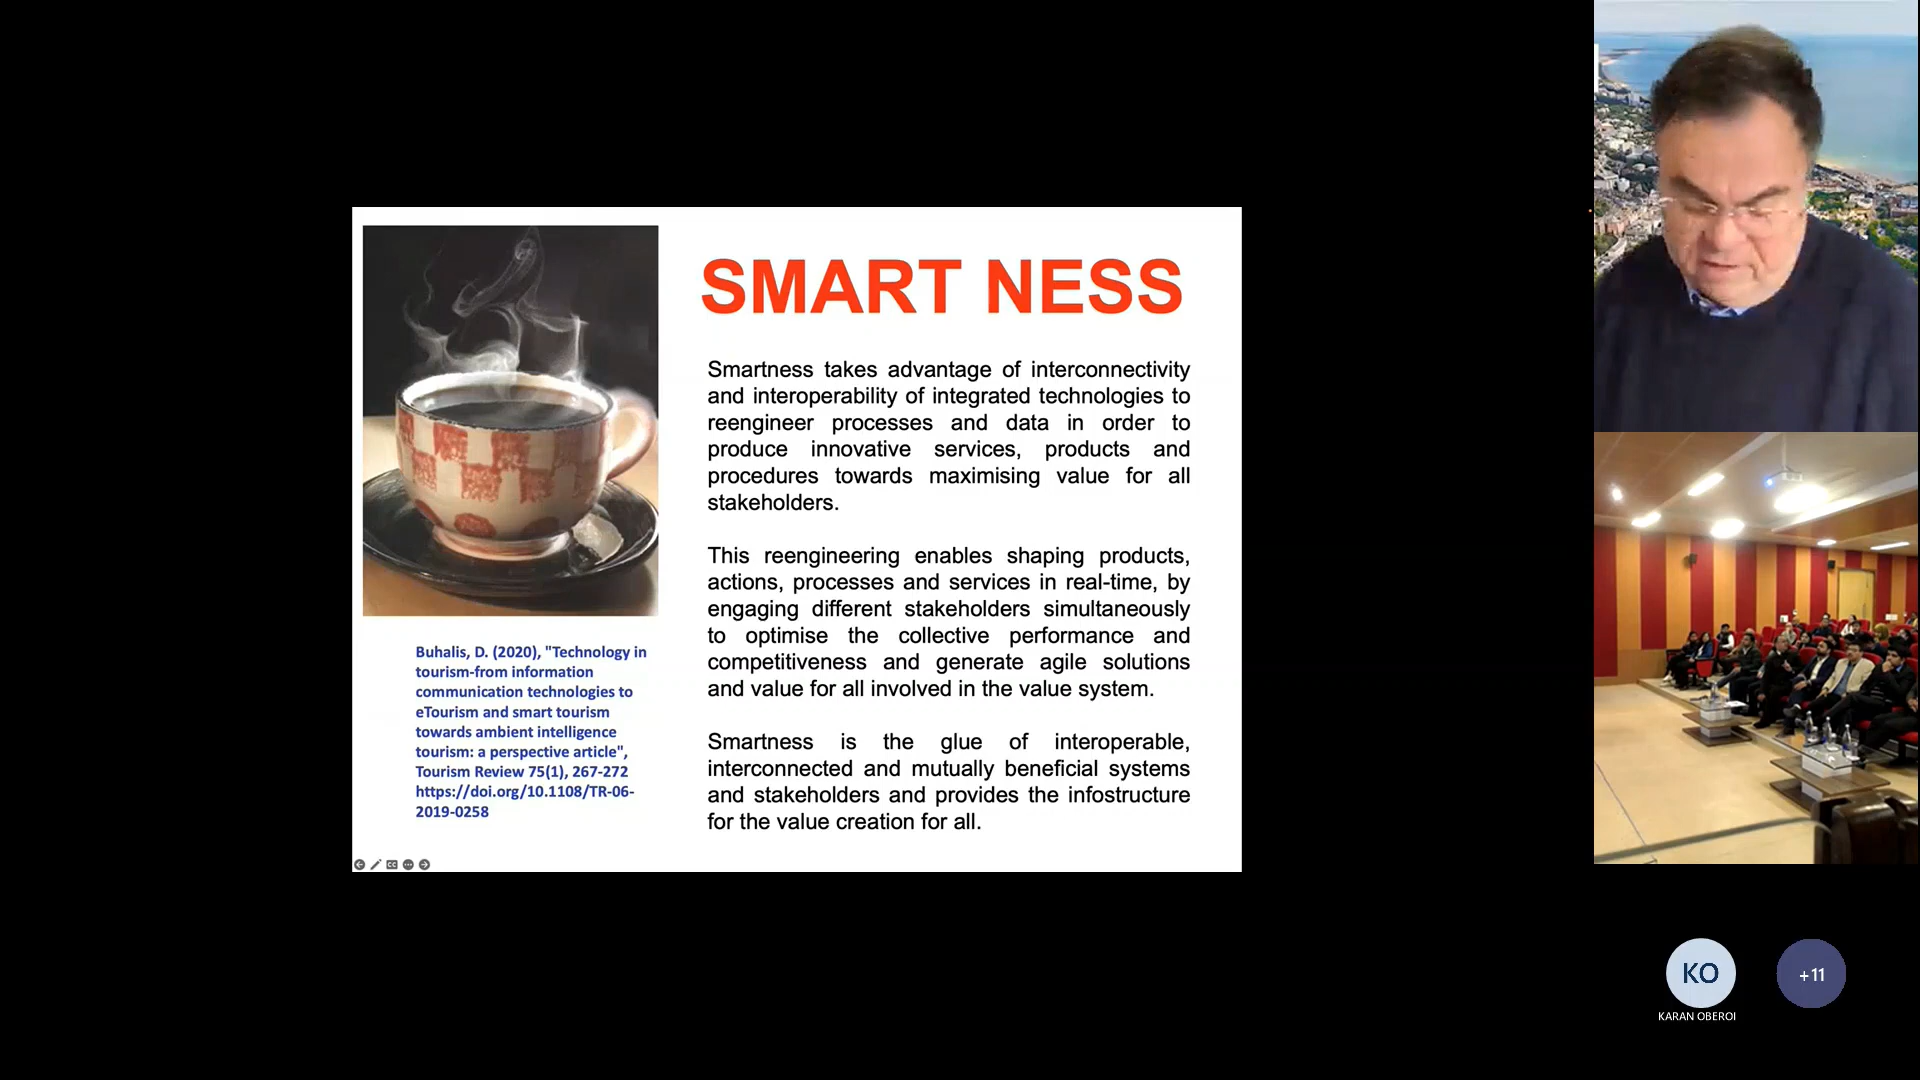 SMART NESS
Smartness takes advantage of interconnectivity
and interoperability of integrated technologies to
reengineer processes and data in order to
produce innovative services, products and
procedures towards maximising value for all
stakeholders.
This reengineering enables shaping products,
actions, processes and services in real-time, by
engaging different stakeholders simultaneously
to optimise the collective performance and
competitiveness and generate agile solutions
and value for all involved in the value system.
Smartness is the glue of interoperable,
interconnected and mutually beneficial systems
and stakeholders and provides the infostructure
for the value creation for all.
Buhalis, D. (2020), "Technology in
tourism-from information
communication technologies to
eTourism and smart tourism
towards ambient intelligence
tourism: a perspective article",
Tourism Review 75(1), 267-272
https://doi.org/10.1108/TR-06-
2019-0258
KO
+11
KARAN OBEROI